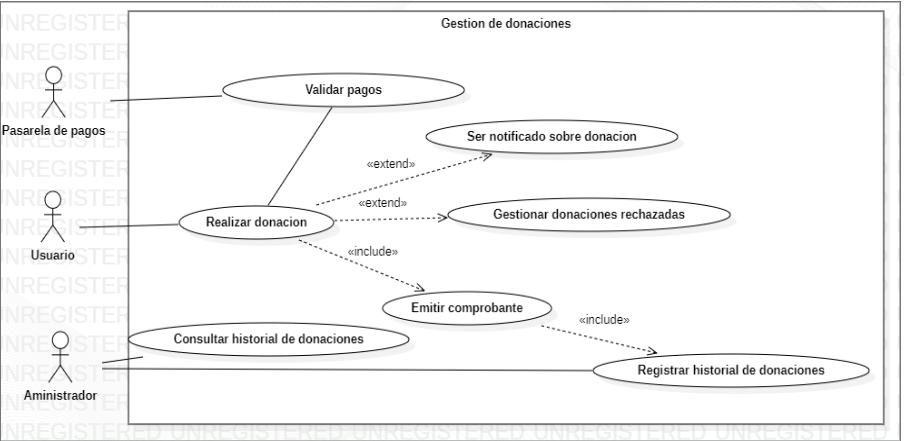 Gestion de donaciones
Validar pagos
Pasarela de pagos
Ser notificado sobre donacion
«extend»
«extend»
Gestionar donaciones rechazadas
Realizar donacion
Usuario
«include»
Emitir comprobante
«include»
Consultar historial de donaciones
Registrar historial de donaciones
Aministrador
UNREGISTERED UNREGISTERED UNREGISTERED UNREGISTERED UNREGISTERED